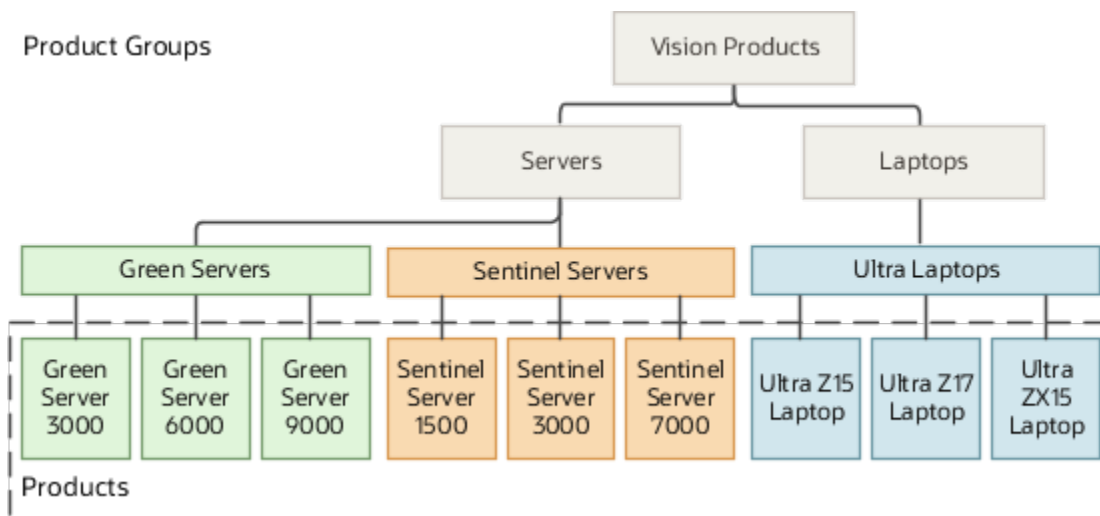 Product Groups
Vision Products
Servers
Laptops
Green Servers
Sentinel Servers
Ultra Laptops
Green
Server
3000
Green
Server
6000
Green
Server
9000
Sentinel
Server
1500
Sentinel
Server
3000
Sentinel
Server
7000
Ultra Z15
Laptop
Ultra Z17
Laptop
Ultra
ZX15
Laptop
Products